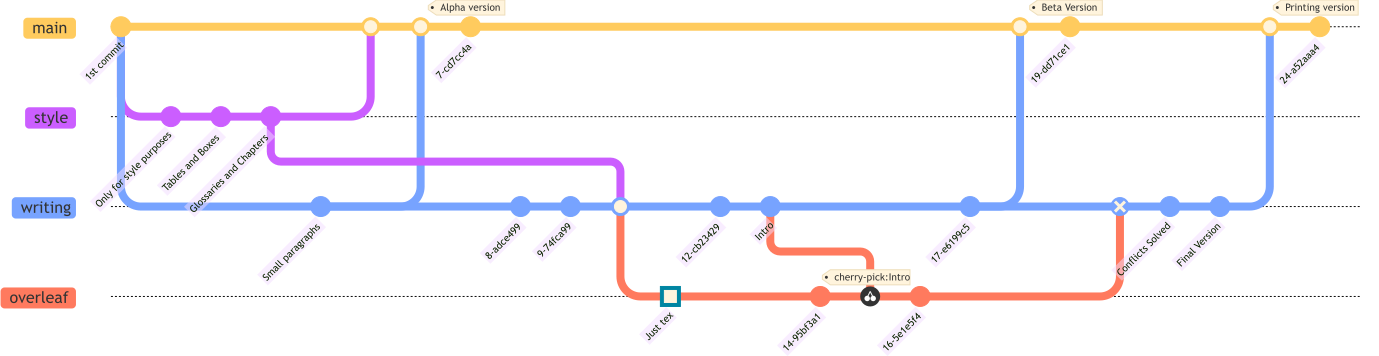 Alpha version
Beta Version
Printing version
main
1st commit
7-cd7cc4a
19-dd71ce1
24-a52aaa4
style
Only for style purposes
Tables and Boxes
Glossaries and Chapters
writing
Small paragraphs
8-adce499
9-74fca99
12-cb23429
Intro
17-e6199c5
Conflicts Solved
Final Version
cherry-pick:Intro
overleaf
Just tex
14-95bf3a1
16-5e1e5f4